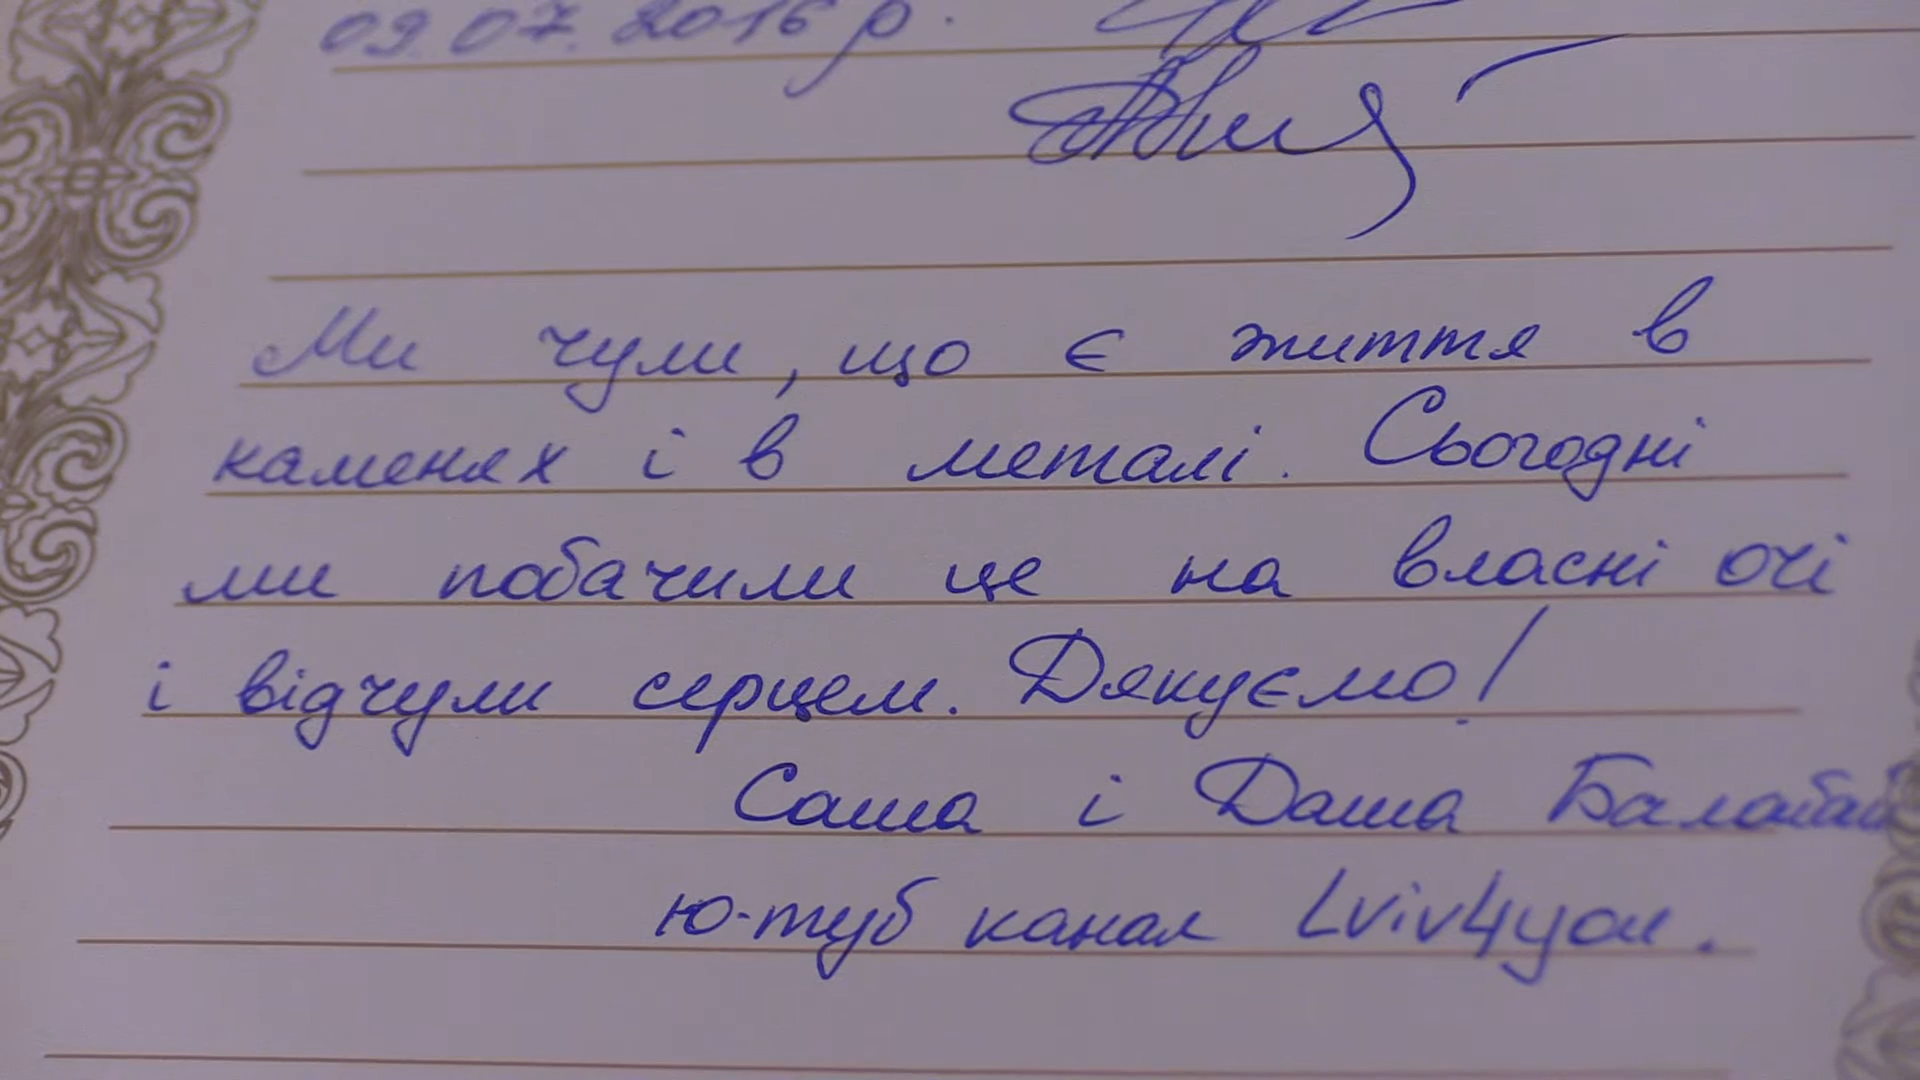 09.07.2016 р.
Ми чули, що є життя в
каменях і в металі. Сьогодні
ми побачили це на власні очі
і відчули серцем. Дякуємо!
Саша і Даша
ю-туб канал Lviv4you.